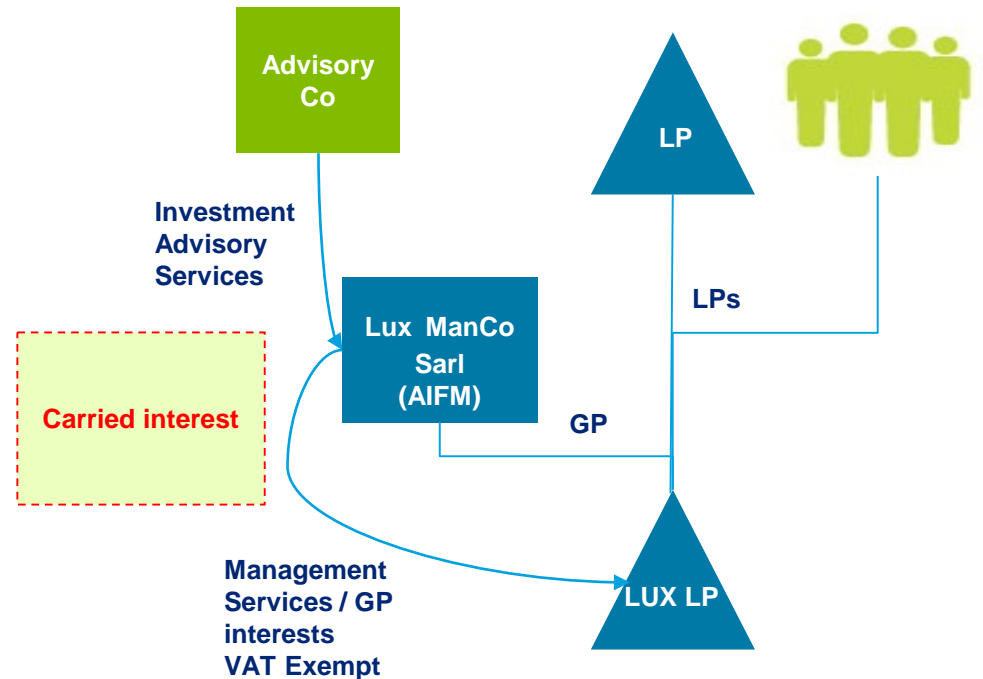 Advisory
Co
LP
Investment
Advisory
Services
LPs
Lux ManCo
Sarl
(AIFM)
Carried interest
GP
Management
Services / GP
interests
VAT Exempt
LUX LP